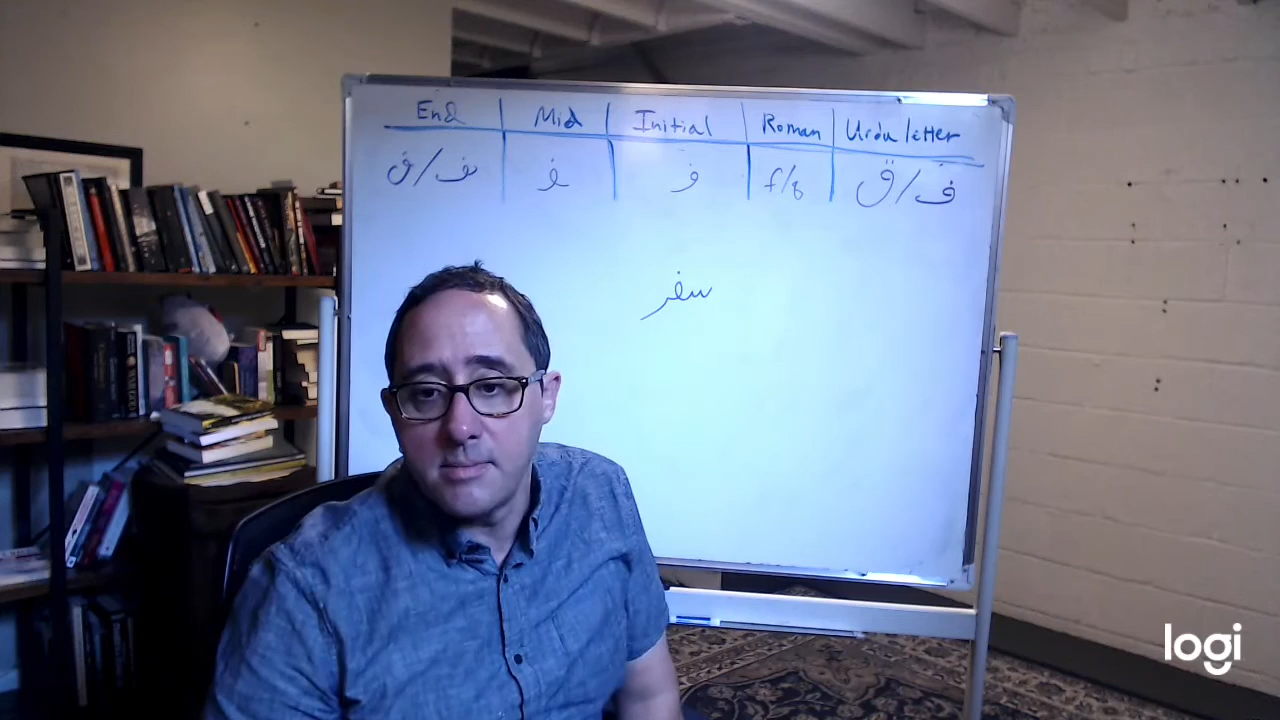 End Mid Initial Roman Urdu letter
ف/ق ف ف f/q ف/ق
سفر
logi